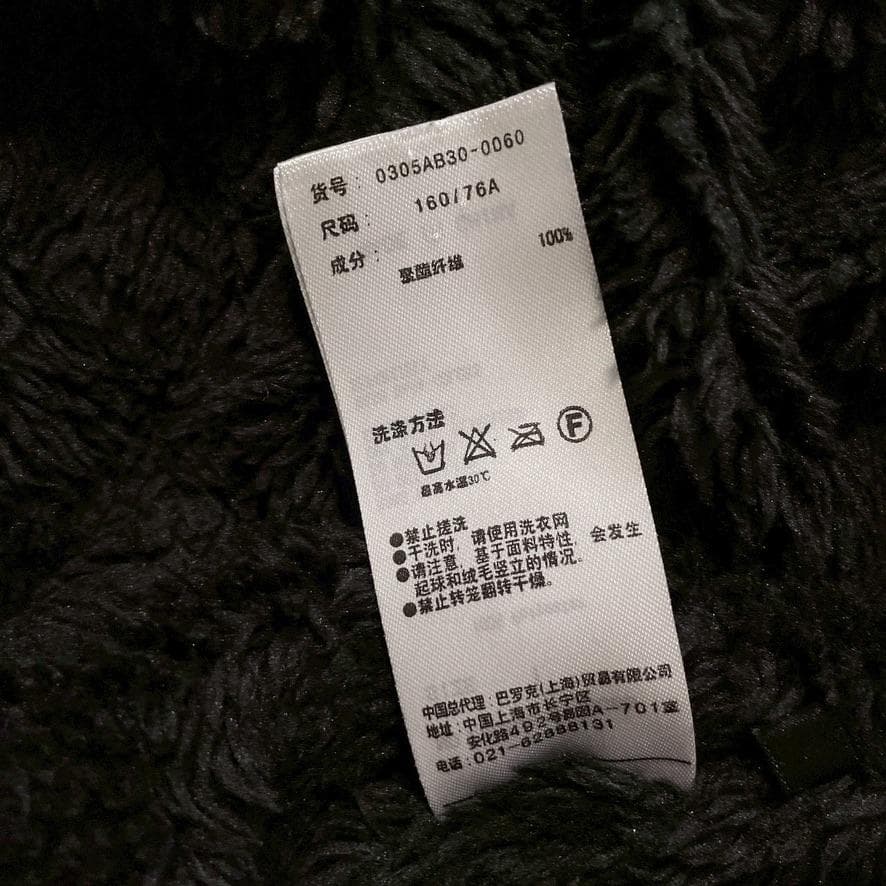 货号: 0305AB30-0060
尺码: 160/76A
成分:
聚酯纤维 100%
洗涤方法
F
最高水温30℃
●禁止搓洗
●干洗时，请使用洗衣网
●请注意，基于面料特性，会发生
起球和绒毛竖立的情况。
●禁止转笼翻转干燥。
中国总代理: 巴罗克(上海)贸易有限公司
地址: 中国上海市长宁区
安化路492号商园A-701室
电话: 021-62888131